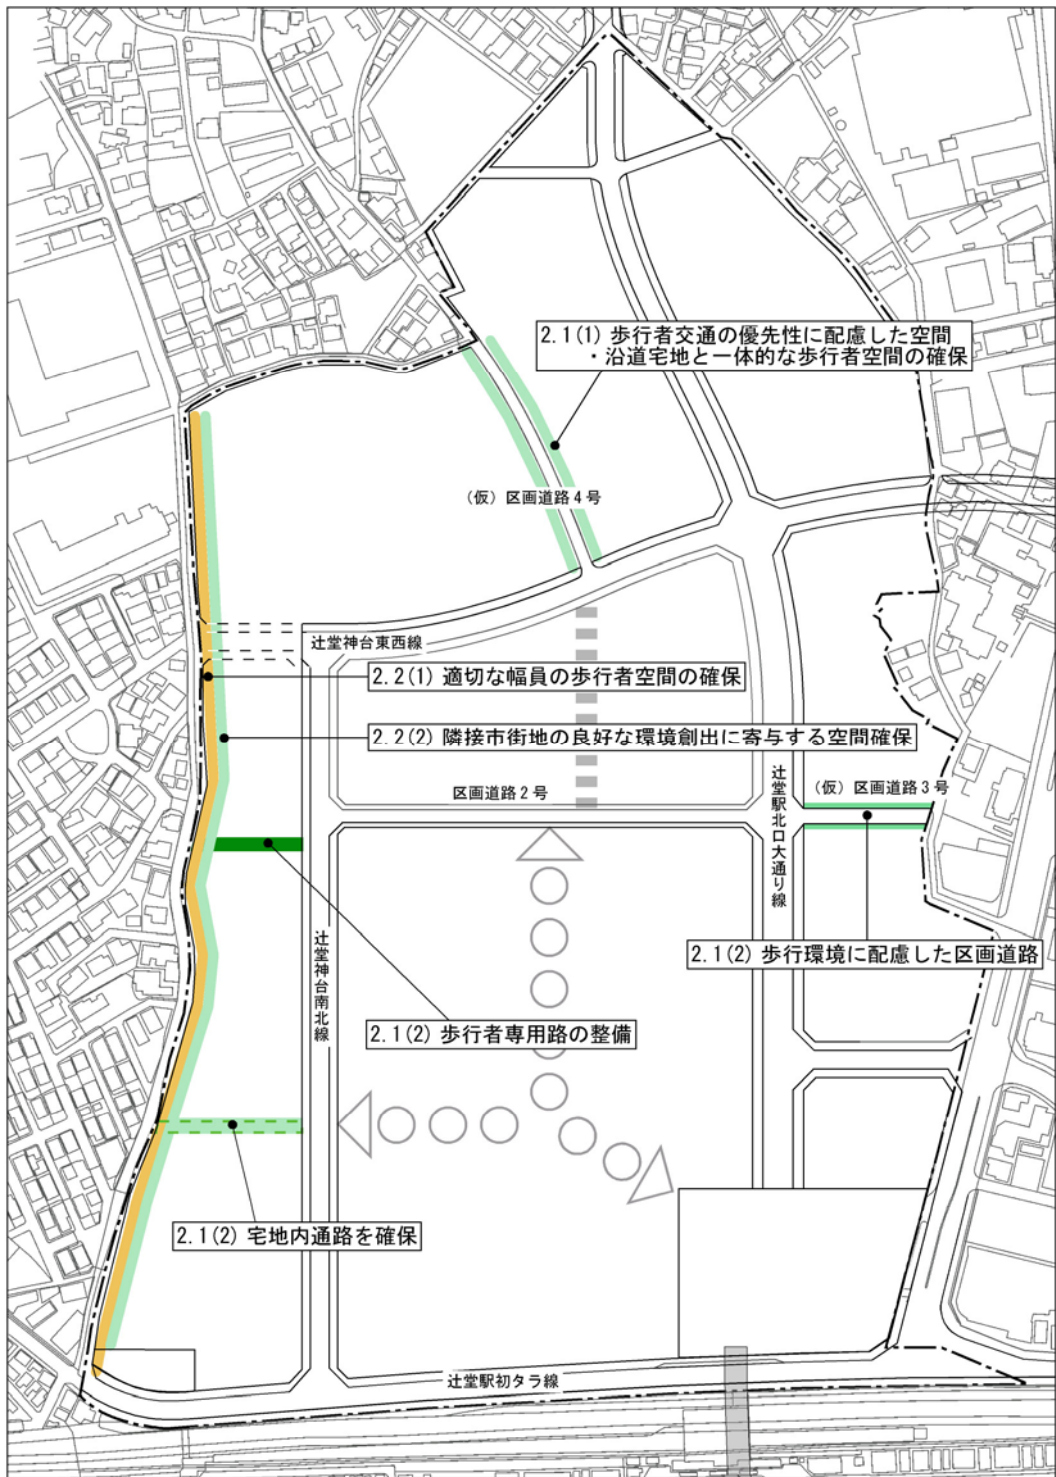 2.1(1) 歩行者交通の優先性に配慮した空間
・沿道宅地と一体的な歩行者空間の確保
(仮) 区画道路4号
辻堂神台東西線
2.2(1) 適切な幅員の歩行者空間の確保
2.2(2) 隣接市街地の良好な環境創出に寄与する空間確保
区画道路2号
辻堂駅北口大通り線
(仮) 区画道路3号
2.1(2) 歩行環境に配慮した区画道路
辻堂神台南北線
2.1(2) 歩行者専用路の整備
2.1(2) 宅地内通路を確保
辻堂駅初タラ線